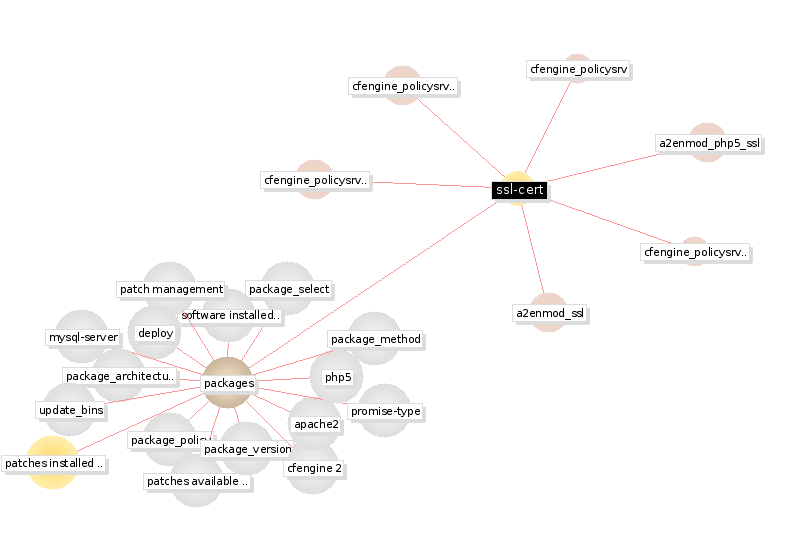 cfengine_policysrv
cfengine_policysrv..
a2enmod_php5_ssl
cfengine_policysrv..
ssl-cert
cfengine_policysrv..
patch management
package_select
a2enmod_ssl
software installed..
deploy
mysql-server
package_method
package_architectu..
php5
packages
update_bins
promise-type
apache2
package_policy
package_version
patches installed ..
cfengine 2
patches available ..